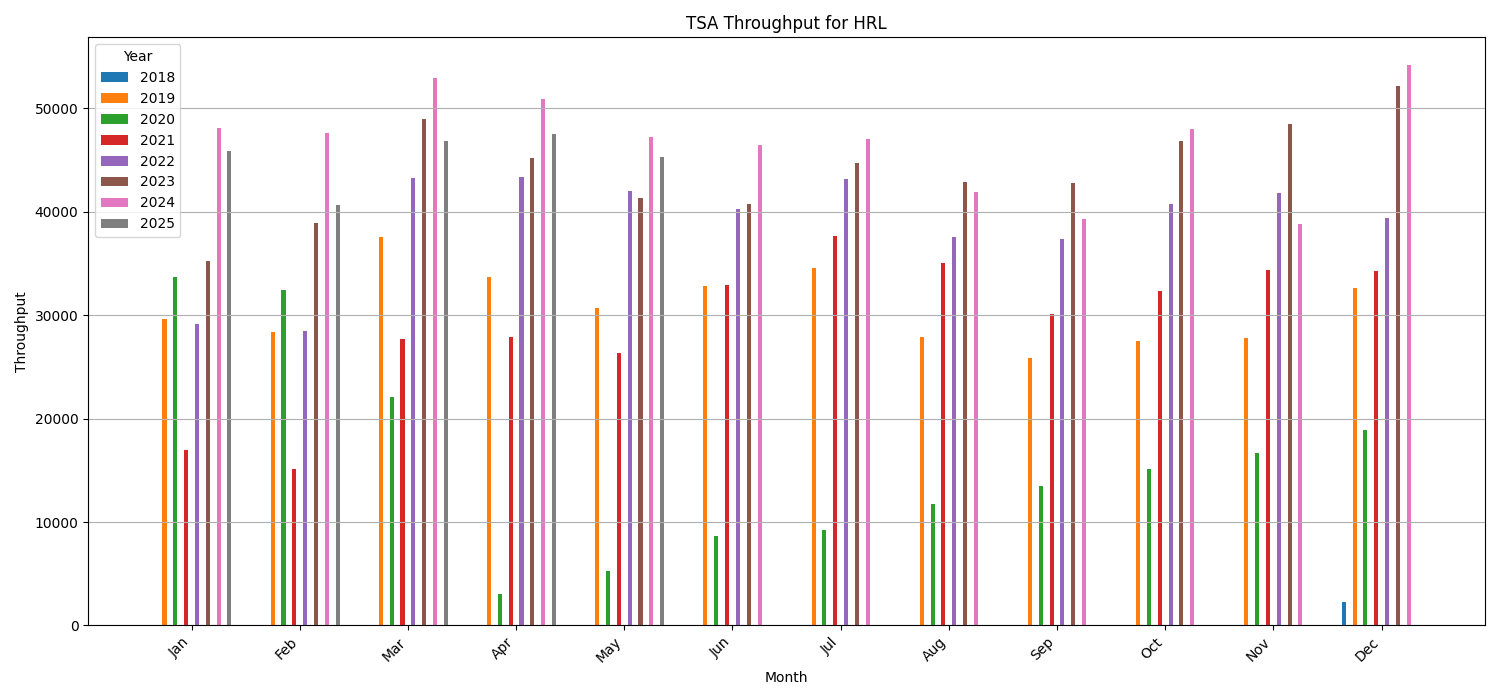 TSA Throughput for HRL
Year
2018
2019
2020
2021
2022
2023
2024
2025
Throughput
50000
40000
30000
20000
10000
0
Jan
Feb
Mar
Apr
May
Jun
Jul
Aug
Sep
Oct
Nov
Dec
Month